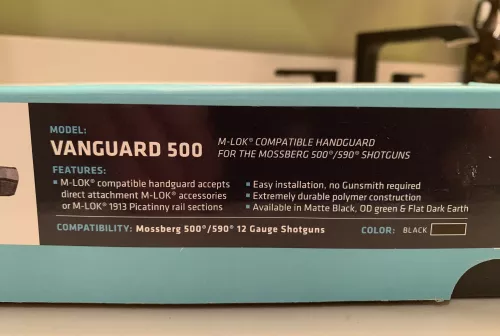 MODEL:
VANGUARD 500
M-LOK® COMPATIBLE HANDGUARD
FOR THE MOSSBERG 500®/590® SHOTGUNS
FEATURES:
▪ M-LOK® compatible handguard accepts
direct attachment M-LOK® accessories
or M-LOK® 1913 Picatinny rail sections
▪ Easy installation, no Gunsmith required
▪ Extremely durable polymer construction
▪ Available in Matte Black, OD green & Flat Dark Earth
COMPATIBILITY: Mossberg 500®/590® 12 Gauge Shotguns
COLOR: BLACK